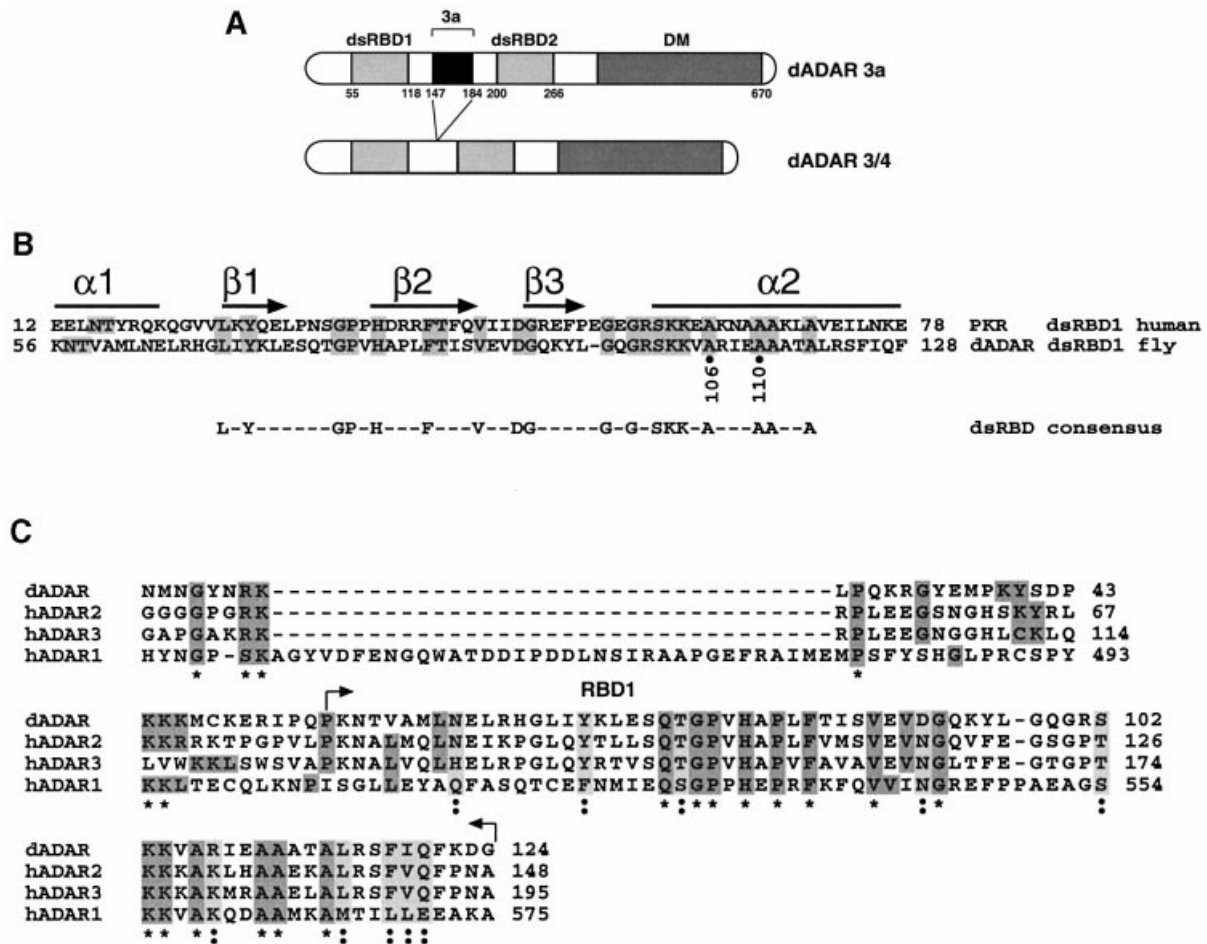 A
3a
dsRBD1 dsRBD2 DM
dADAR 3a
55 118 147 184 200 266 670
dADAR 3/4
B
α1 β1 β2 β3 α2
12 EELNTYRQKQGVVLKYQELPNSGPPHDRRFTFQVIIDGREFPEGEGRSKKEAKNAAAKLAVEILNKE 78 PKR dsRBD1 human
56 KNTVAMLNELRHGLIYKLESQTGPVHAPLFTISVEVDGQKYL-GQGRSKKVARIEAAATALRSFIQF 128 dADAR dsRBD1 fly
106 110
L-Y------GP-H---F---V--DG-----G-G--SKK-A----AA--A dsRBD consensus
C
dADAR NMNGYNRK-----------------------------------LPQKRGYEMPKYSDP 43
hADAR2 GGGGPGRK-----------------------------------RPLEEGSNGHSKYRL 67
hADAR3 GAPGAKRK-----------------------------------RPLEEGNGGHLCKLQ 114
hADAR1 HYNGP-SKAGYVDFENGQWATDDIPDDLNSIRAAPGEFRAIMEMPSFYSHGLPRCSPY 493
* ** *
RBD1
dADAR KKKMCKERIPQPKNTVAMLNELRHGLIYKLESQTGPVHAPLFTISVEVDGQKYL-GQGRS 102
hADAR2 KKRRKTPGPVLPKNALMQLNEIKPGLQYTLLSQTGPVHAPLFVMSVEVNGQVFE-GSGPT 126
hADAR3 LVWKKLSWSVAPKNALVQLHELRPGLQYRTVSQTGPVHAPVFAVAVEVNGLTFE-GTGPT 174
hADAR1 KKLTECQLKNPISGLLEYAQFASQTCEFNMIEQSGPPHEPRFKFQVVINGREFPPAEAGS 554
** : : *:** * * * * :* :
dADAR KKVARIEAAATALRSFIQFKDG 124
hADAR2 KKKAKLHAAEKALRSFVQFPNA 148
hADAR3 KKKAKMRAAELALRSFVQFPNA 195
hADAR1 KKVAKQDAAMKAMTILLEEAKA 575
** *: ** *: :::